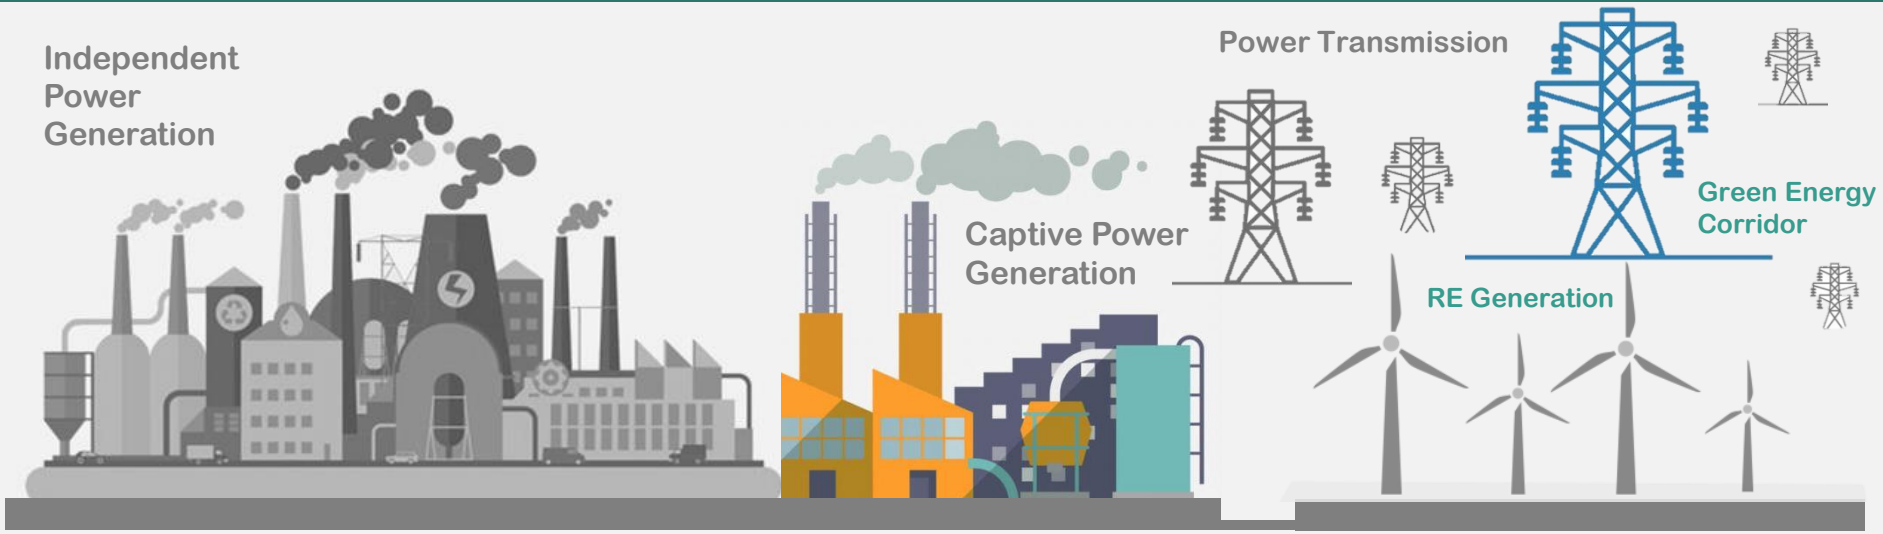 Independent
Power
Generation
Captive Power
Generation
Power Transmission
Green Energy
Corridor
RE Generation